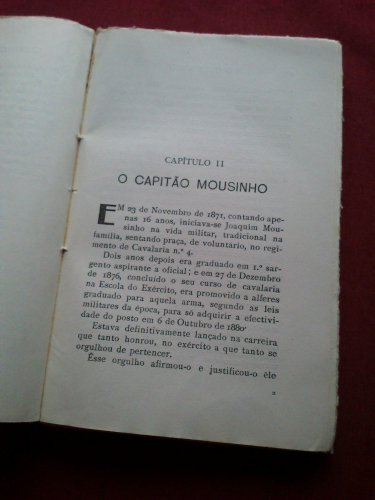 CAPÍTULO II
O CAPITÃO MOUSINHO
EM 23 de Novembro de 1871, contando ape-
nas 16 anos, iniciava-se Joaquim Mou-
sinho na vida militar, tradicional na
família, sentando praça, de voluntário, no regi-
mento de Cavalaria n.º 4.
Dois anos depois era graduado em 1.º sar-
gento aspirante a oficial; e em 27 de Dezembro
de 1876, concluído o seu curso de cavalaria
na Escola do Exército, era promovido a alferes
graduado para aquela arma, segundo as leis
militares da época, para só adquirir a efectivi-
dade do posto em 6 de Outubro de 1880.
Estava definitivamente lançado na carreira
que tanto honrou, no exército a que tanto se
orgulhou de pertencer.
Êsse orgulho afirmou-o e justificou-o êle